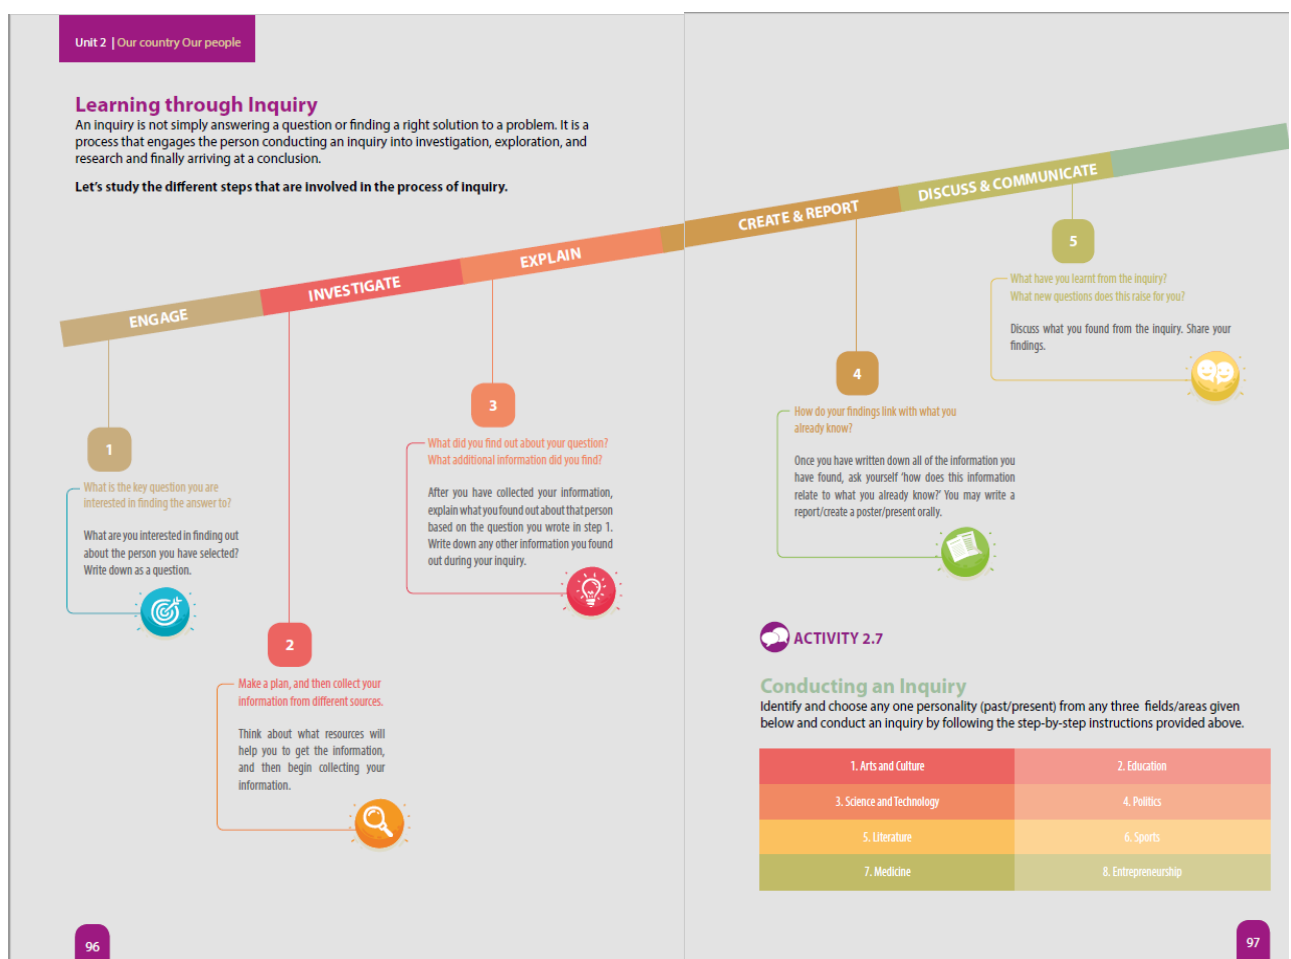 Unit 2 | Our country Our people
Learning through Inquiry
An inquiry is not simply answering a question or finding a right solution to a problem. It is a
process that engages the person conducting an inquiry into investigation, exploration, and
research and finally arriving at a conclusion.
Let's study the different steps that are involved in the process of inquiry.
ENGAGE
INVESTIGATE
EXPLAIN
CREATE & REPORT
DISCUSS & COMMUNICATE
1
What is the key question you are
interested in finding the answer to?
What are you interested in finding out
about the person you have selected?
Write down as a question.
2
Make a plan, and then collect your
information from different sources.
Think about what resources will
help you to get the information,
and then begin collecting your
information.
3
What did you find out about your question?
What additional information did you find?
After you have collected your information,
explain what you found out about that person
based on the question you wrote in step 1.
Write down any other information you found
out during your inquiry.
4
How do your findings link with what you
already know?
Once you have written down all of the information you
have found, ask yourself 'how does this information
relate to what you already know?' You may write a
report/create a poster/present orally.
5
What have you learnt from the inquiry?
What new questions does this raise for you?
Discuss what you found from the inquiry. Share your
findings.
ACTIVITY 2.7
Conducting an Inquiry
Identify and choose any one personality (past/present) from any three fields/areas given
below and conduct an inquiry by following the step-by-step instructions provided above.
1. Arts and Culture
2. Education
3. Science and Technology
4. Politics
5. Literature
6. Sports
7. Medicine
8. Entrepreneurship
96
97